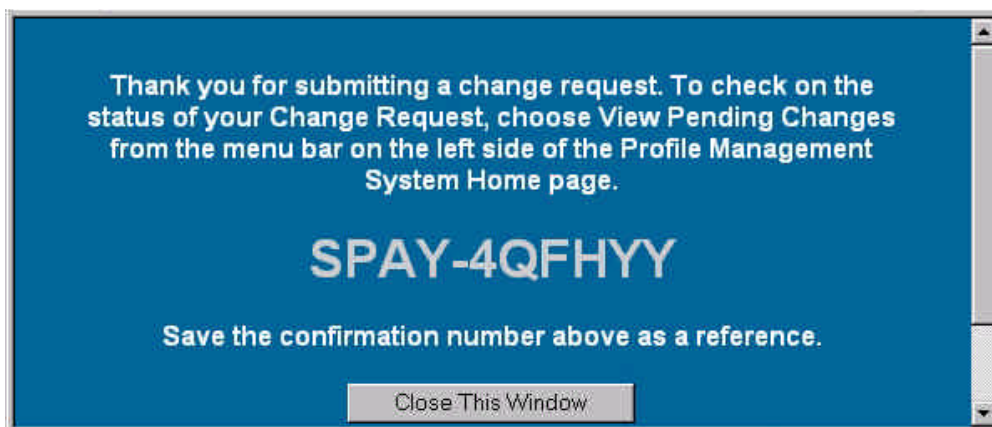 Thank you for submitting a change request. To check on the
status of your Change Request, choose View Pending Changes
from the menu bar on the left side of the Profile Management
System Home page.
SPAY-4QFHYY
Save the confirmation number above as a reference.
Close This Window